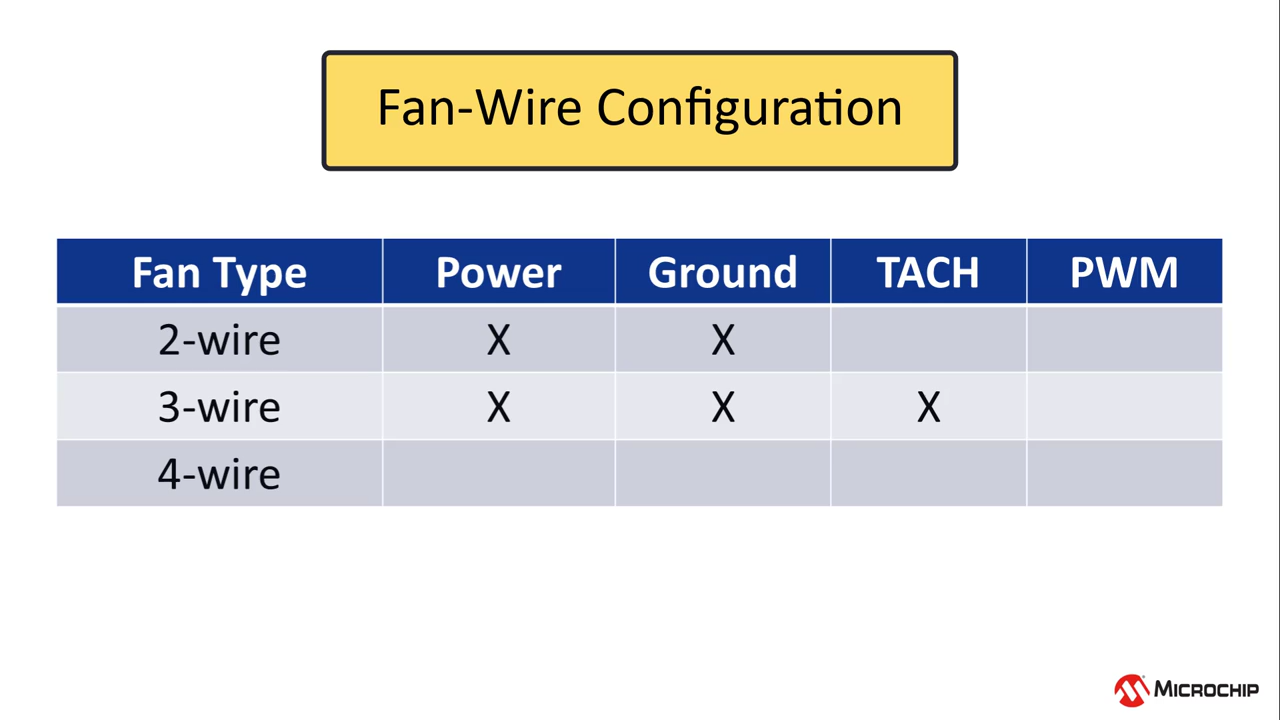 Fan-Wire Configuration
Fan Type Power Ground TACH PWM
2-wire X X
3-wire X X X
4-wire
MICROCHIP